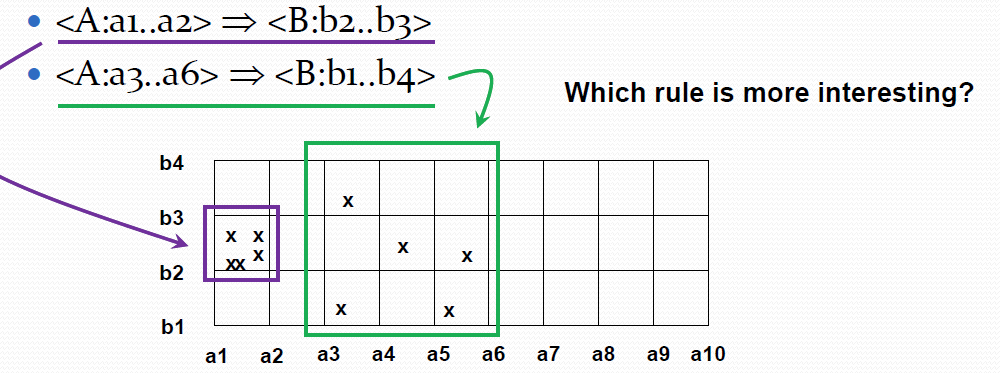 • <A:a1..a2> ⇒ <B:b2..b3>
• <A:a3..a6> ⇒ <B:b1..b4>
Which rule is more interesting?
b4
x
b3
x x
x
xx
x x
b2
x x
b1
a1 a2 a3 a4 a5 a6 a7 a8 a9 a10